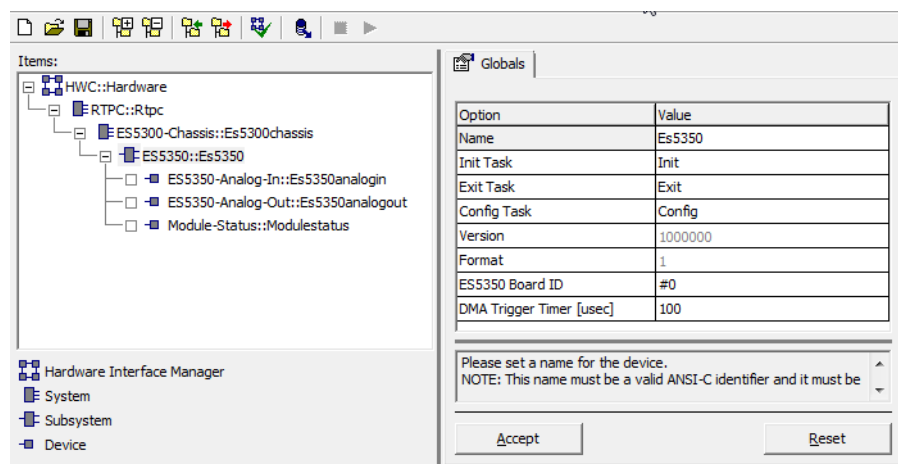 Items:
HWC::Hardware
RTPC::Rtpc
ES5300-Chassis::Es5300chassis
ES5350::Es5350
ES5350-Analog-In::Es5350analogin
ES5350-Analog-Out::Es5350analogout
Module-Status::Modulestatus
Hardware Interface Manager
System
Subsystem
Device
Globals
Option Value
Name Es5350
Init Task Init
Exit Task Exit
Config Task Config
Version 1000000
Format 1
ES5350 Board ID #0
DMA Trigger Timer [usec] 100
Please set a name for the device.
NOTE: This name must be a valid ANSI-C identifier and it must be
Accept Reset